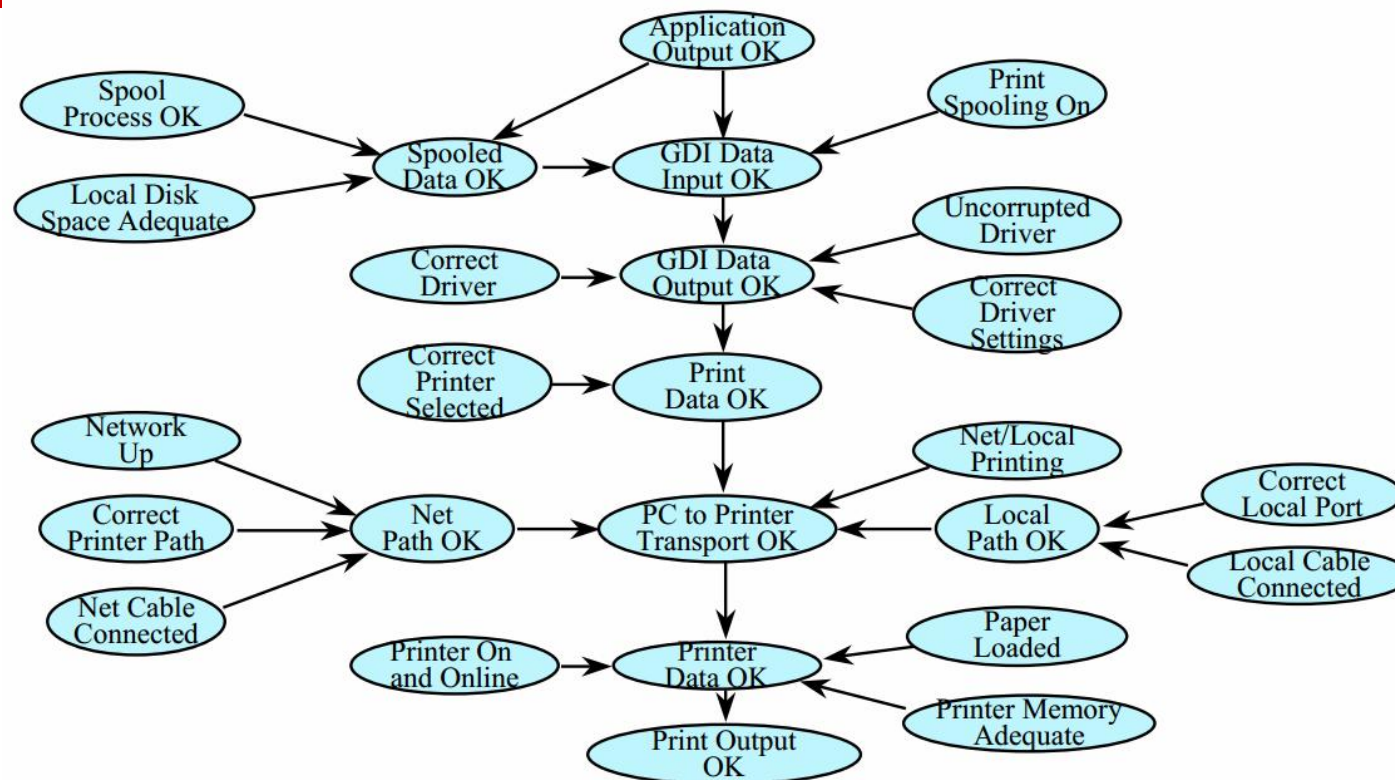 Application
Output OK
Spool
Process OK
Print
Spooling On
Spooled
Data OK
GDI Data
Input OK
Local Disk
Space Adequate
Uncorrupted
Driver
Correct
Driver
GDI Data
Output OK
Correct
Driver
Settings
Correct
Printer
Selected
Print
Data OK
Network
Up
Net/Local
Printing
Correct
Printer Path
Net
Path OK
PC to Printer
Transport OK
Local
Path OK
Correct
Local Port
Net Cable
Connected
Local Cable
Connected
Printer On
and Online
Printer
Data OK
Paper
Loaded
Printer Memory
Adequate
Print Output
OK